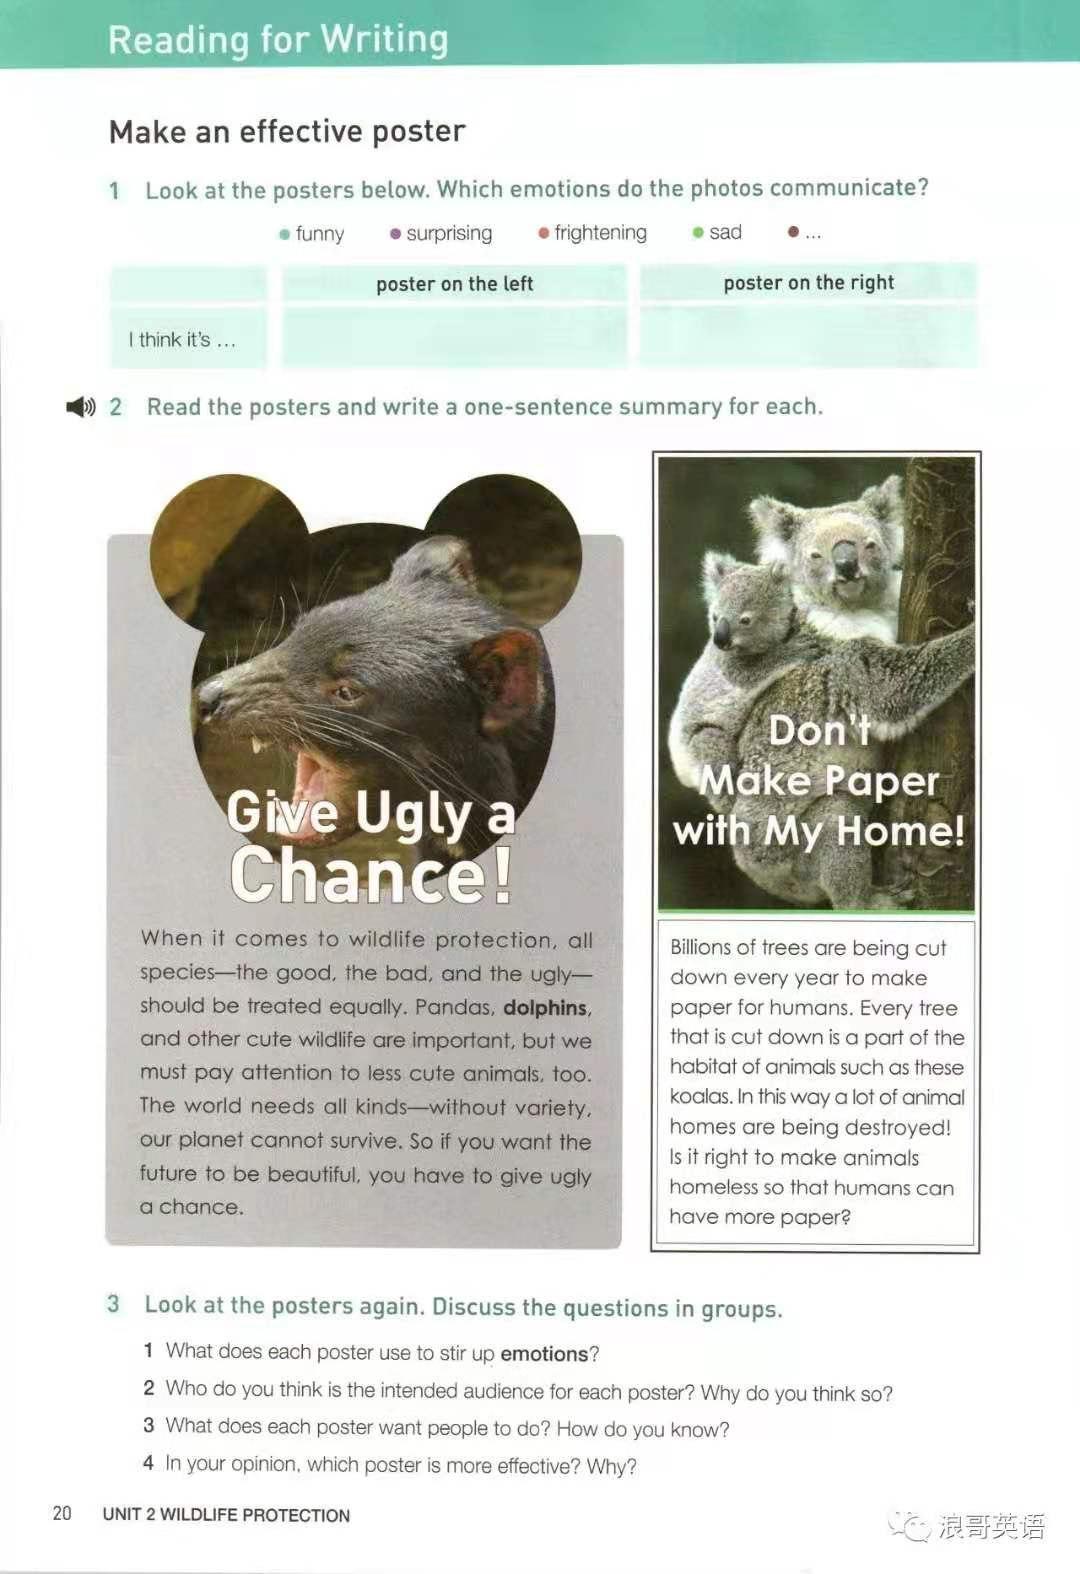 Reading for Writing
Make an effective poster
1 Look at the posters below. Which emotions do the photos communicate?
● funny ● surprising ● frightening ● sad ● ...
poster on the left poster on the right
I think it's ...
2 Read the posters and write a one-sentence summary for each.
Give Ugly a
Chance!
When it comes to wildlife protection, all
species—the good, the bad, and the ugly—
should be treated equally. Pandas, dolphins,
and other cute wildlife are important, but we
must pay attention to less cute animals, too.
The world needs all kinds—without variety,
our planet cannot survive. So if you want the
future to be beautiful, you have to give ugly
a chance.
Don't
Make Paper
with My Home!
Billions of trees are being cut
down every year to make
paper for humans. Every tree
that is cut down is a part of the
habitat of animals such as these
koalas. In this way a lot of animal
homes are being destroyed!
Is it right to make animals
homeless so that humans can
have more paper?
3 Look at the posters again. Discuss the questions in groups.
1 What does each poster use to stir up emotions?
2 Who do you think is the intended audience for each poster? Why do you think so?
3 What does each poster want people to do? How do you know?
4 In your opinion, which poster is more effective? Why?
20 UNIT 2 WILDLIFE PROTECTION
浪哥英语